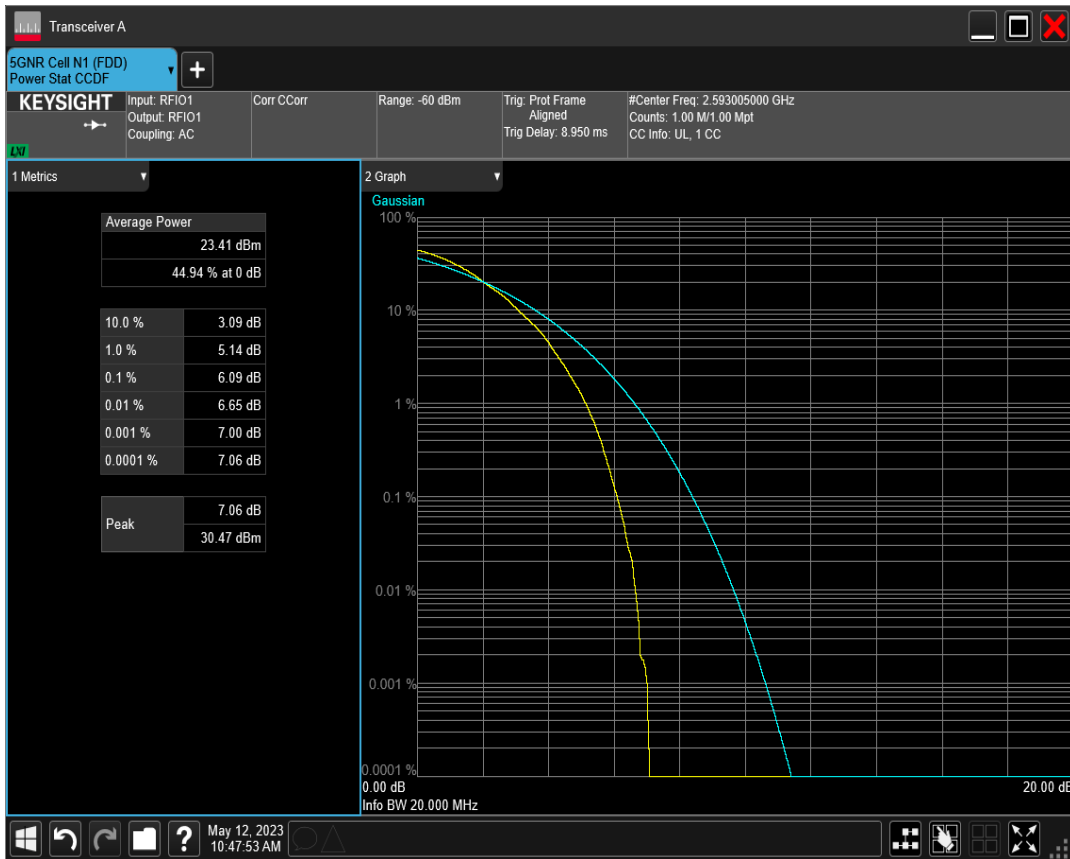 Transceiver A
5GNR Cell N1 (FDD)
Power Stat CCDF
KEYSIGHT
LXI
Input: RFIO1
Output: RFIO1
Coupling: AC
Corr CCorr
Range: -60 dBm
Trig: Prot Frame
Aligned
Trig Delay: 8.950 ms
#Center Freq: 2.593005000 GHz
Counts: 1.00 M/1.00 Mpt
CC Info: UL, 1 CC
1 Metrics
Average Power
23.41 dBm
44.94 % at 0 dB
10.0 % 3.09 dB
1.0 % 5.14 dB
0.1 % 6.09 dB
0.01 % 6.65 dB
0.001 % 7.00 dB
0.0001 % 7.06 dB
Peak
7.06 dB
30.47 dBm
2 Graph
Gaussian
100 %
10 %
1 %
0.1 %
0.01 %
0.001 %
0.0001 %
0.00 dB
20.00 dB
Info BW 20.000 MHz
?
May 12, 2023
10:47:53 AM